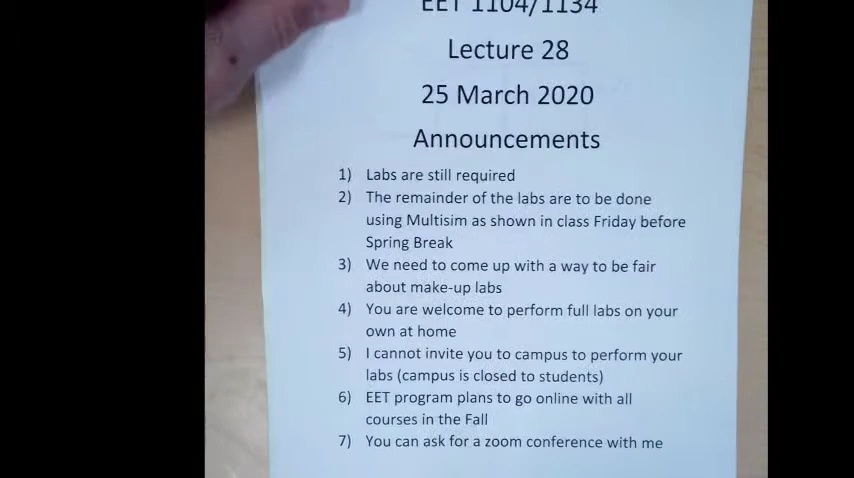 EET 1104/1134
Lecture 28
25 March 2020
Announcements
1) Labs are still required
2) The remainder of the labs are to be done
using Multisim as shown in class Friday before
Spring Break
3) We need to come up with a way to be fair
about make-up labs
4) You are welcome to perform full labs on your
own at home
5) I cannot invite you to campus to perform your
labs (campus is closed to students)
6) EET program plans to go online with all
courses in the Fall
7) You can ask for a zoom conference with me